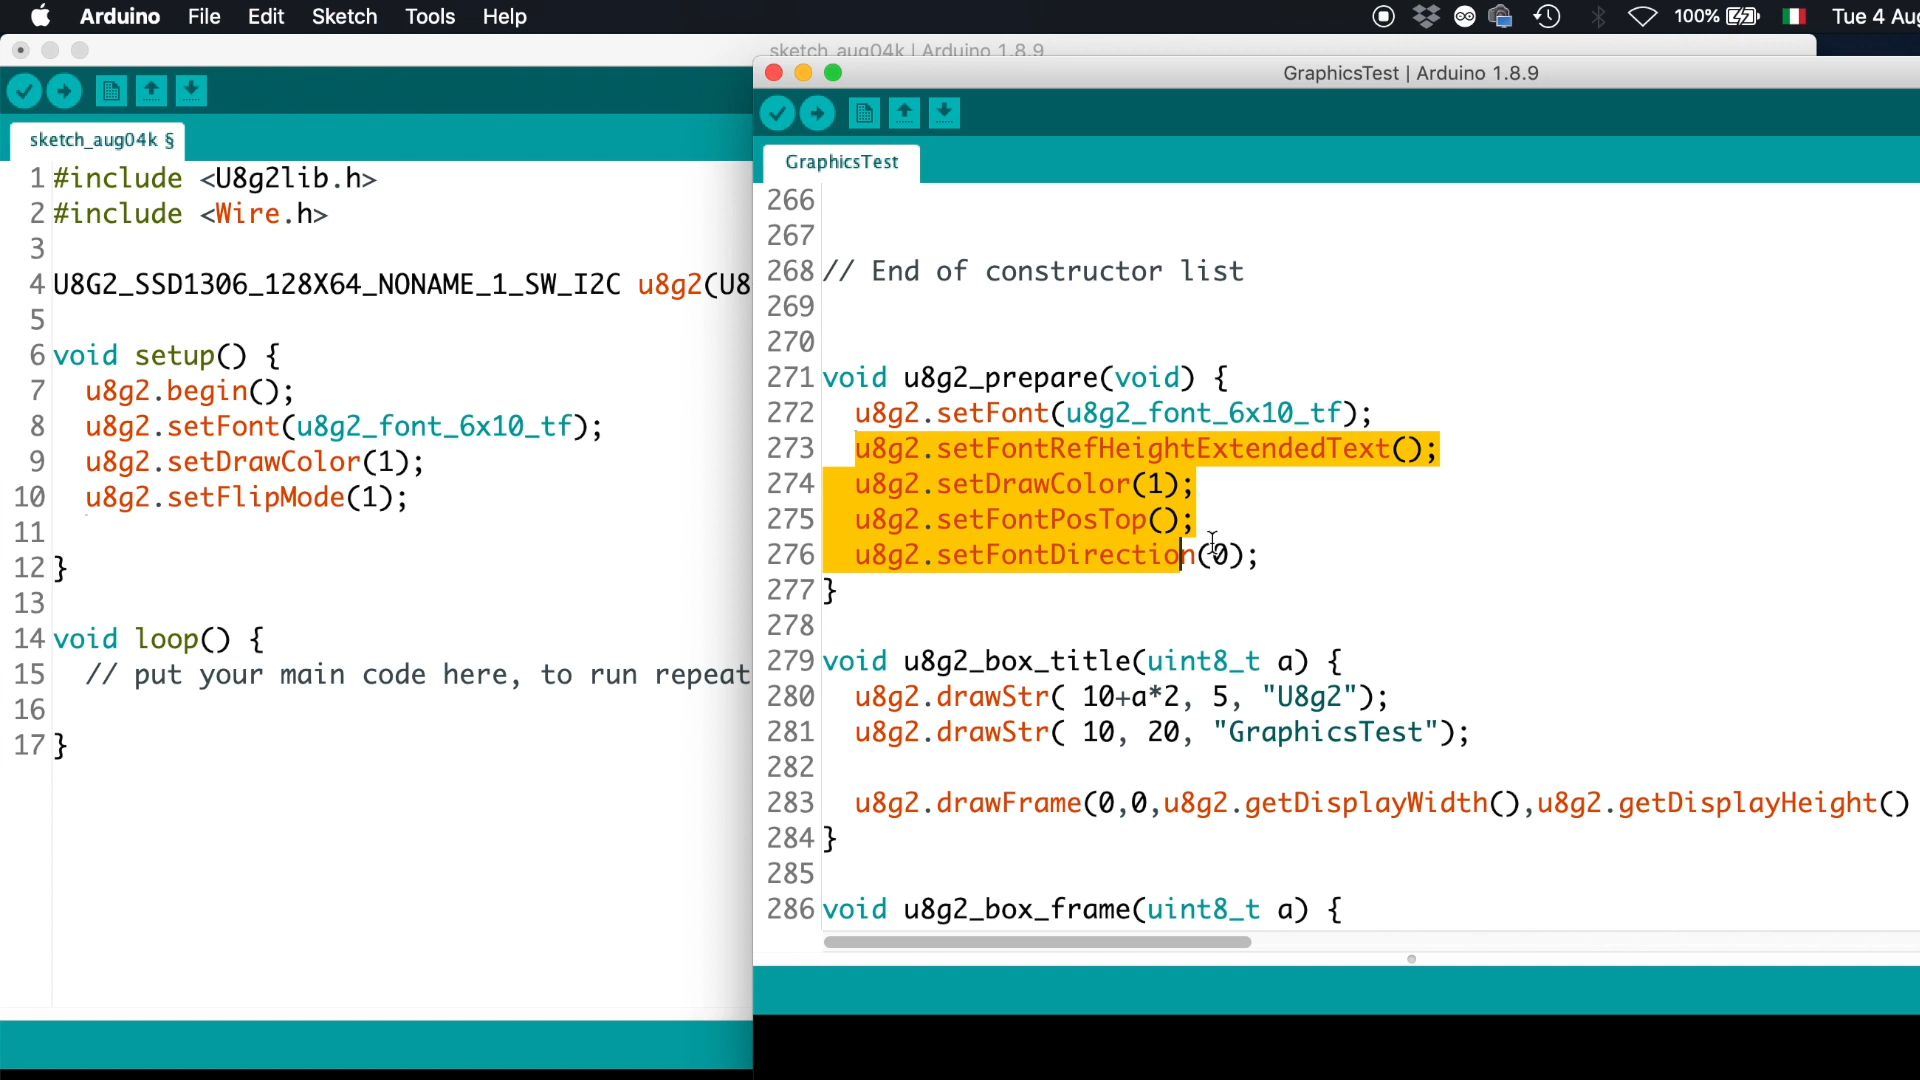 Arduino File Edit Sketch Tools Help 100% Tue 4 Aug
sketch_aug04k | Arduino 1.8.9
sketch_aug04k §
1 #include <U8g2lib.h>
2 #include <Wire.h>
3
4 U8G2_SSD1306_128X64_NONAME_1_SW_I2C u8g2(U8
5
6 void setup() {
7 u8g2.begin();
8 u8g2.setFont(u8g2_font_6x10_tf);
9 u8g2.setDrawColor(1);
10 u8g2.setFlipMode(1);
11
12 }
13
14 void loop() {
15 // put your main code here, to run repeat
16
17 }
GraphicsTest | Arduino 1.8.9
GraphicsTest
266
267
268 // End of constructor list
269
270
271 void u8g2_prepare(void) {
272 u8g2.setFont(u8g2_font_6x10_tf);
273 u8g2.setFontRefHeightExtendedText();
274 u8g2.setDrawColor(1);
275 u8g2.setFontPosTop();
276 u8g2.setFontDirection(0);
277 }
278
279 void u8g2_box_title(uint8_t a) {
280 u8g2.drawStr( 10+a*2, 5, "U8g2");
281 u8g2.drawStr( 10, 20, "GraphicsTest");
282
283 u8g2.drawFrame(0,0,u8g2.getDisplayWidth(),u8g2.getDisplayHeight()
284 }
285
286 void u8g2_box_frame(uint8_t a) {